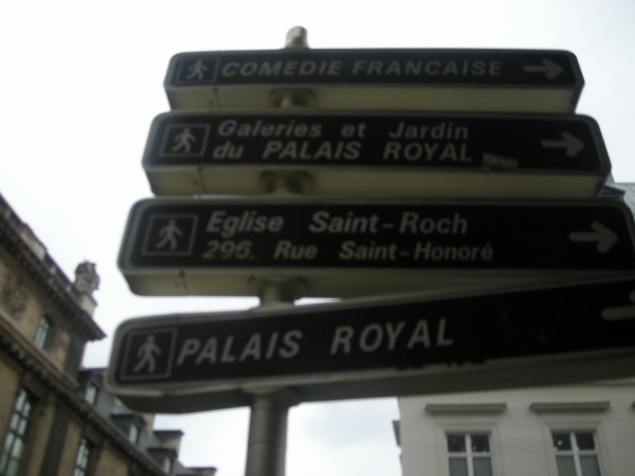 COMEDIE FRANCAISE
Galeries et Jardin
du PALAIS ROYAL
Eglise Saint-Roch
296, Rue Saint-Honoré
PALAIS ROYAL